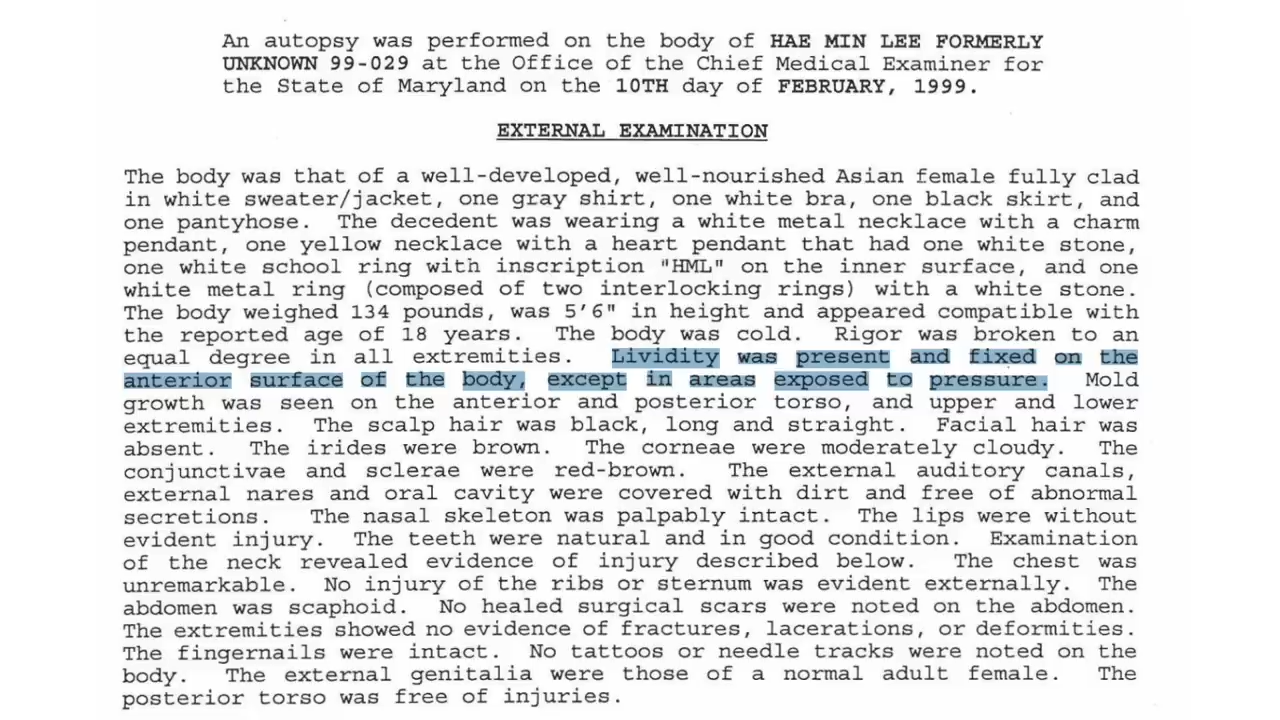 An autopsy was performed on the body of HAE MIN LEE FORMERLY
UNKNOWN 99-029 at the Office of the Chief Medical Examiner for
the State of Maryland on the 10TH day of FEBRUARY, 1999.
EXTERNAL EXAMINATION
The body was that of a well-developed, well-nourished Asian female fully clad
in white sweater/jacket, one gray shirt, one white bra, one black skirt, and
one pantyhose. The decedent was wearing a white metal necklace with a charm
pendant, one yellow necklace with a heart pendant that had one white stone,
one white school ring with inscription "HML" on the inner surface, and one
white metal ring (composed of two interlocking rings) with a white stone.
The body weighed 134 pounds, was 5'6" in height and appeared compatible with
the reported age of 18 years. The body was cold. Rigor was broken to an
equal degree in all extremities. Lividity was present and fixed on the
anterior surface of the body, except in areas exposed to pressure. Mold
growth was seen on the anterior and posterior torso, and upper and lower
extremities. The scalp hair was black, long and straight. Facial hair was
absent. The irides were brown. The corneae were moderately cloudy. The
conjunctivae and sclerae were red-brown. The external auditory canals,
external nares and oral cavity were covered with dirt and free of abnormal
secretions. The nasal skeleton was palpably intact. The lips were without
evident injury. The teeth were natural and in good condition. Examination
of the neck revealed evidence of injury described below. The chest was
unremarkable. No injury of the ribs or sternum was evident externally. The
abdomen was scaphoid. No healed surgical scars were noted on the abdomen.
The extremities showed no evidence of fractures, lacerations, or deformities.
The fingernails were intact. No tattoos or needle tracks were noted on the
body. The external genitalia were those of a normal adult female. The
posterior torso was free of injuries.